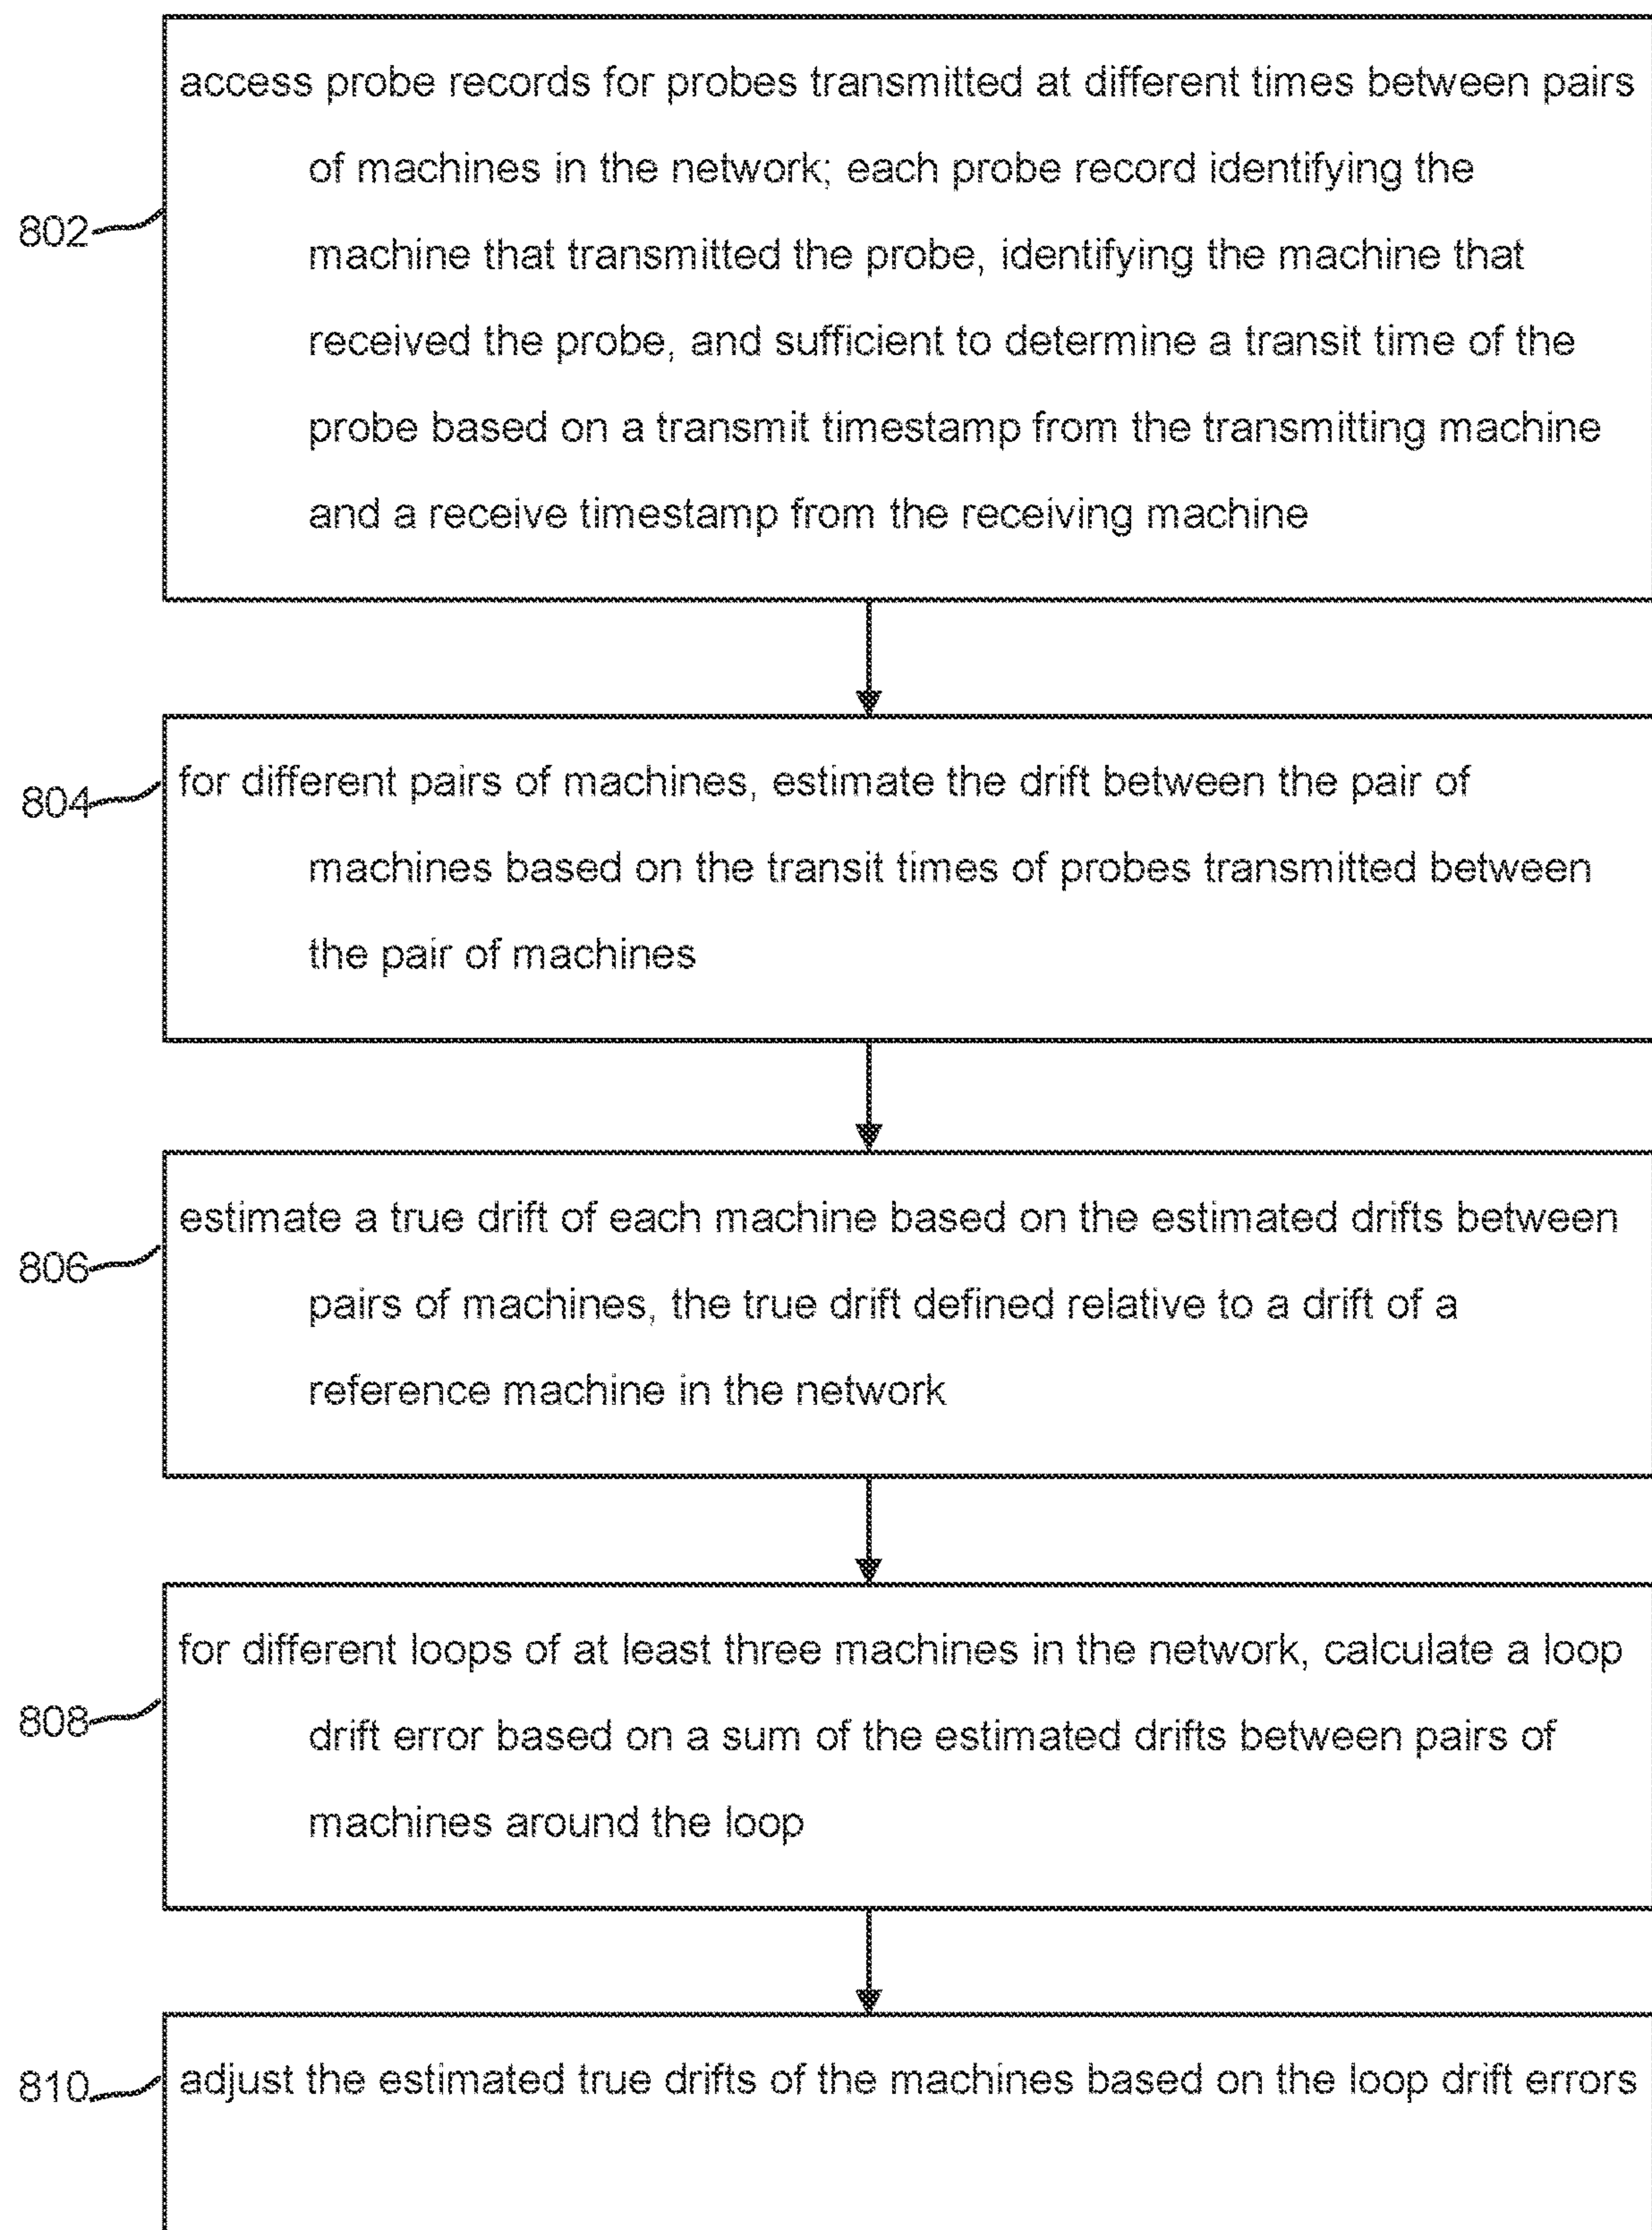 access probe records for probes transmitted at different times between pairs
of machines in the network; each probe record identifying the
802
machine that transmitted the probe, identifying the machine that
received the probe, and sufficient to determine a transit time of the
probe based on a transmit timestamp from the transmitting machine
and a receive timestamp from the receiving machine
804
for different pairs of machines, estimate the drift between the pair of
machines based on the transit times of probes transmitted between
the pair of machines
estimate a true drift of each machine based on the estimated drifts between
806
pairs of machines, the true drift defined relative to a drift of a
reference machine in the network
for different loops of at least three machines in the network, calculate a loop
808
drift error based on a sum of the estimated drifts between pairs of
machines around the loop
810
adjust the estimated true drifts of the machines based on the loop drift errors